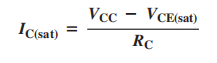 I_C(sat) = (V_CC − V_CE(sat)) / R_C